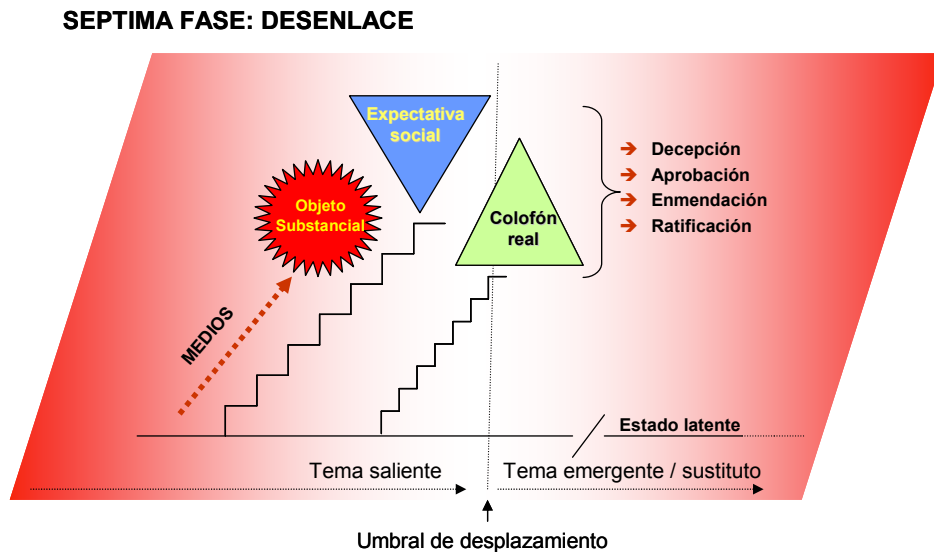 SEPTIMA FASE: DESENLACE
Expectativa
social
Objeto
Substancial
Colofón
real
➔ Decepción
➔ Aprobación
➔ Enmendación
➔ Ratificación
MEDIOS
Estado latente
Tema saliente
Tema emergente / sustituto
Umbral de desplazamiento